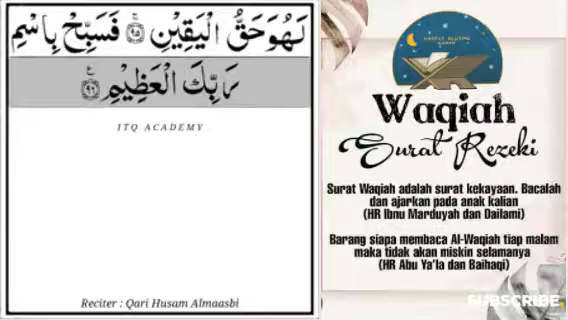 لَهُوَ حَقُّ الْيَقِينِ ۝٩٥ فَسَبِّحْ بِاسْمِ
رَبِّكَ الْعَظِيمِ ۝٩٦
ITQ ACADEMY
Reciter : Qari Husam Almaasbi
Waqiah
Surat Rezeki
Surat Waqiah adalah surat kekayaan. Bacalah
dan ajarkan pada anak kalian
(HR Ibnu Marduyah dan Dailami)
Barang siapa membaca Al-Waqiah tiap malam
maka tidak akan miskin selamanya
(HR Abu Ya'la dan Baihaqi)
SUBSCRIBE